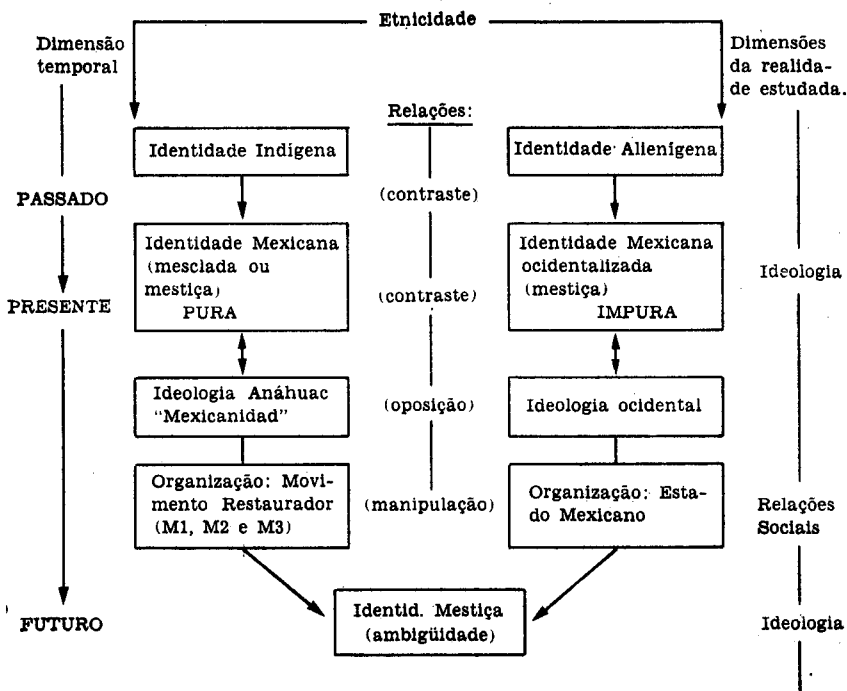 Etnicidade
Dimensão
temporal
Dimensões
da realida-
de estudada.
Relações:
Identidade Indígena
Identidade Alienígena
PASSADO
(contraste)
Identidade Mexicana
(mesclada ou
mestiça)
PURA
Identidade Mexicana
ocidentalizada
(mestiça)
IMPURA
Ideologia
PRESENTE
(contraste)
Ideologia Anáhuac
"Mexicanidad"
(oposição)
Ideologia ocidental
Organização: Movi-
mento Restaurador
(M1, M2 e M3)
(manipulação)
Organização: Esta-
do Mexicano
Relações
Sociais
Identid. Mestiça
(ambigüidade)
FUTURO
Ideologia